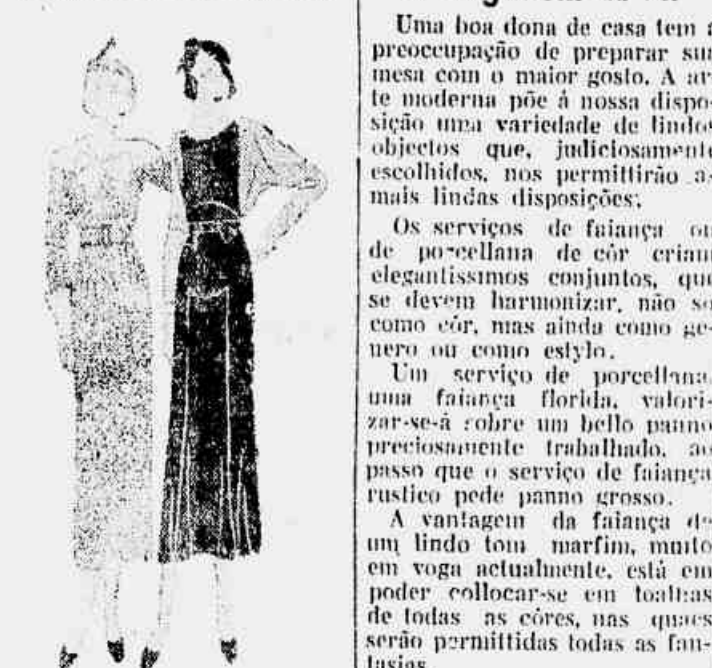 Uma boa dona de casa tem a
preoccupação de preparar sua
mesa com o maior gosto. A ar-
te moderna põe á nossa dispo-
sição uma variedade de lindos
objectos que, judiciosamente
escolhidos, nos permittirão a-
mais lindas disposições.
Os serviços de faiança ou
de porcellana de côr criam
elegantissimos conjuntos, que
se devem harmonizar, não só
como côr, mas ainda como ge-
nero ou como estylo.
Um serviço de porcellana,
uma faiança florida, valori-
zar-se-á sobre um bello panno
preciosamente trabalhado, ao
passo que o serviço de faiança
rustico pede panno grosso.
A vantagem da faiança de
um lindo tom marfim, muito
em voga actualmente, está em
poder collocar-se em toalhas
de todas as côres, nas quaes
serão permittidas todas as fan-
tasias.